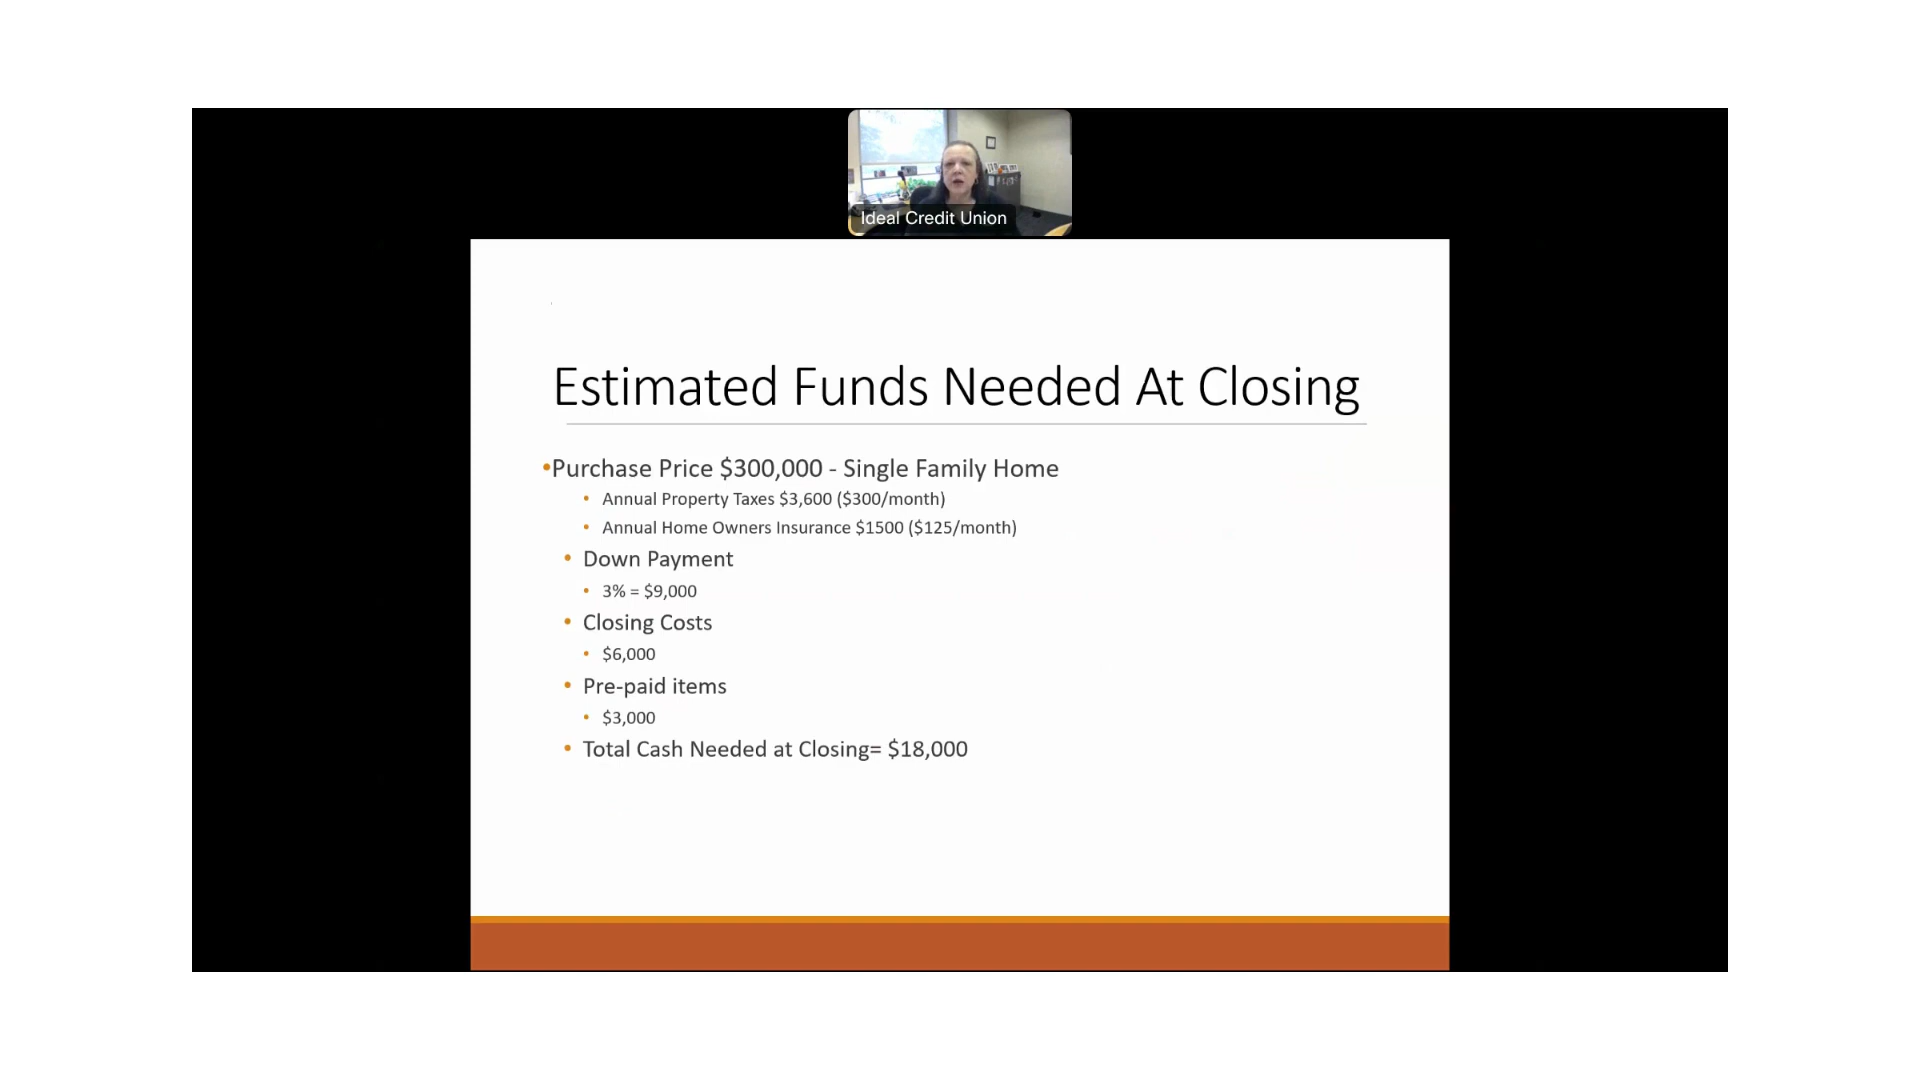 Ideal Credit Union
Estimated Funds Needed At Closing
•Purchase Price $300,000 - Single Family Home
• Annual Property Taxes $3,600 ($300/month)
• Annual Home Owners Insurance $1500 ($125/month)
• Down Payment
• 3% = $9,000
• Closing Costs
• $6,000
• Pre-paid items
• $3,000
• Total Cash Needed at Closing= $18,000